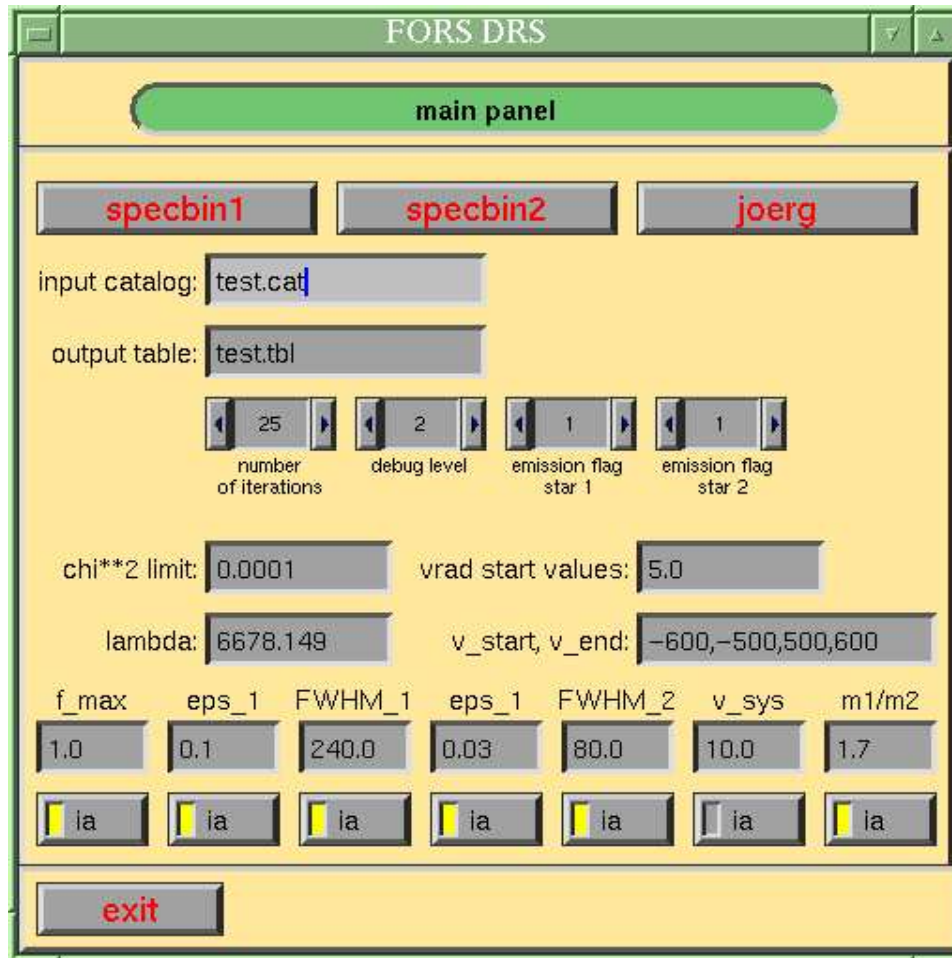 FORS DRS
main panel
specbin1 specbin2 joerg
input catalog: test.cat
output table: test.tbl
25 2 1 1
number debug level emission flag emission flag
of iterations star 1 star 2
chi**2 limit: 0.0001 vrad start values: 5.0
lambda: 6678.149 v_start, v_end: −600,−500,500,600
f_max eps_1 FWHM_1 eps_1 FWHM_2 v_sys m1/m2
1.0 0.1 240.0 0.03 80.0 10.0 1.7
ia ia ia ia ia ia ia
exit